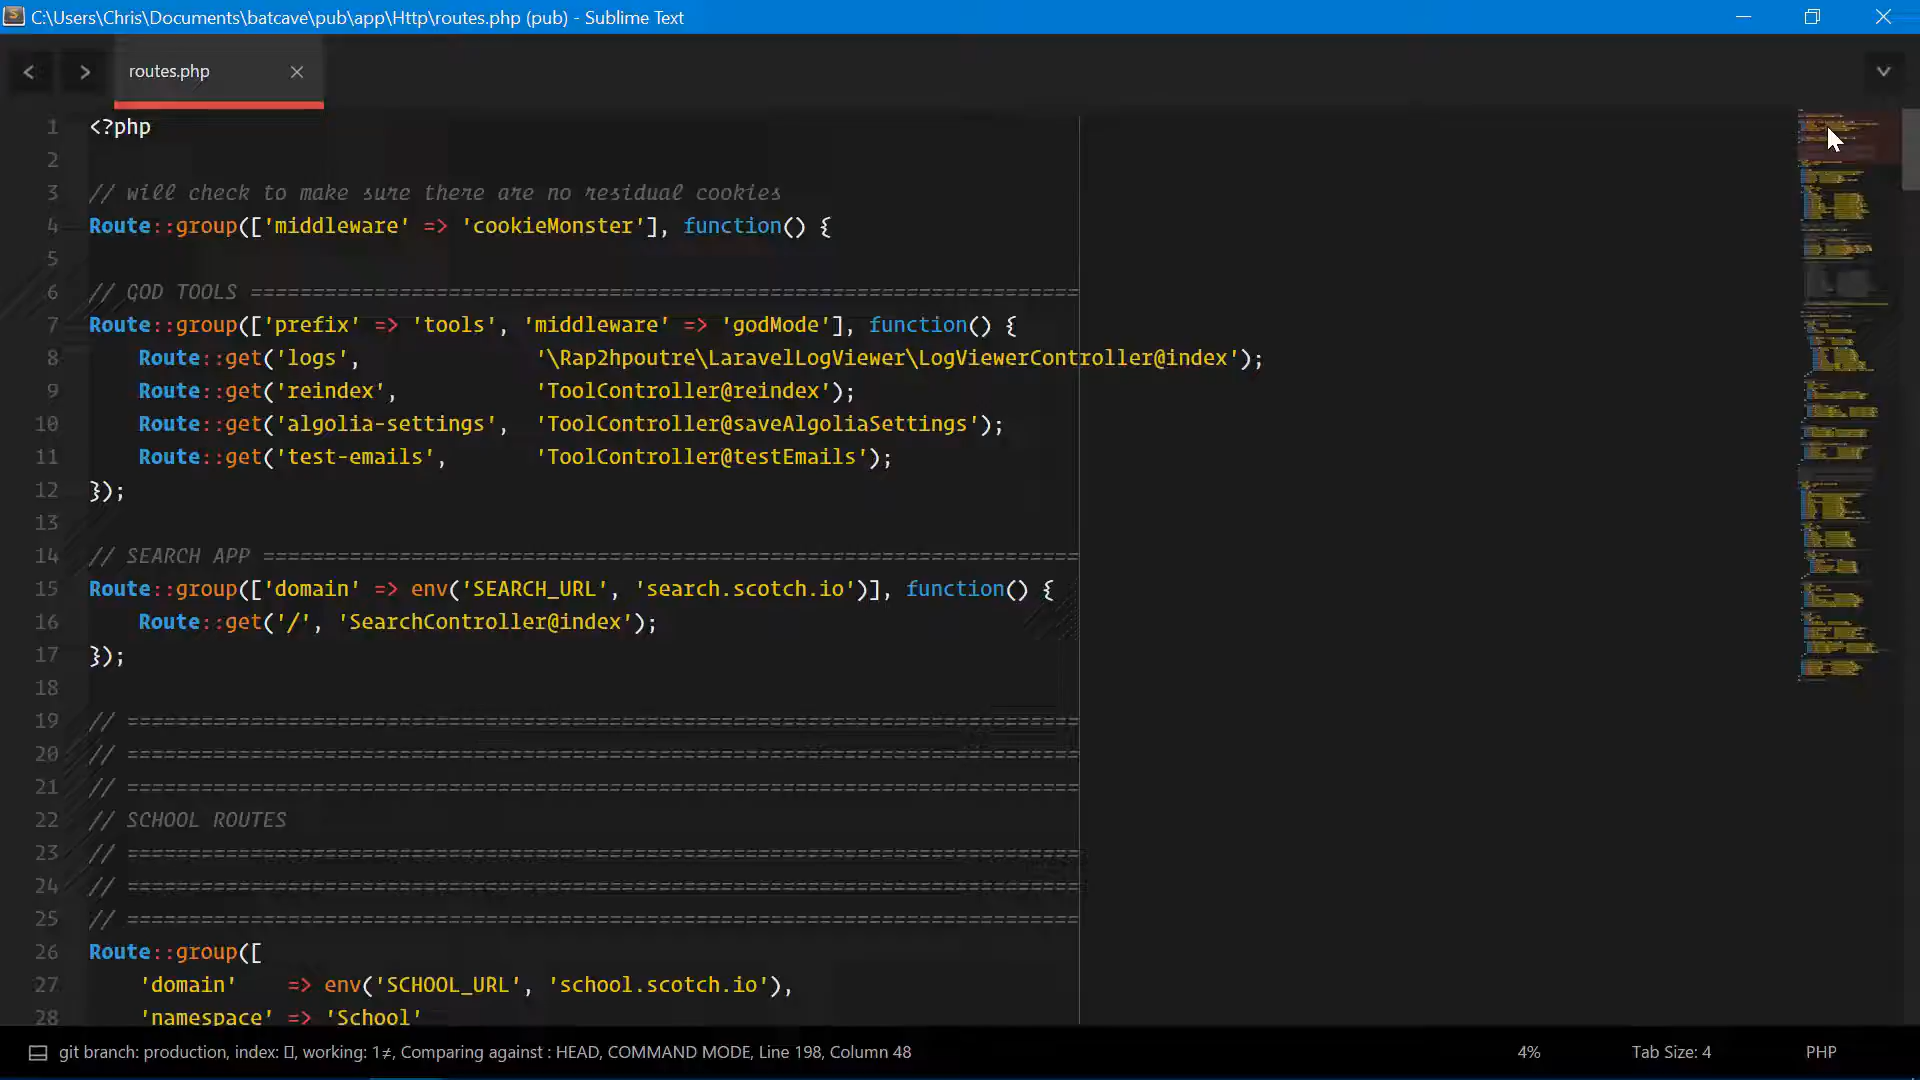 C:\Users\Chris\Documents\batcave\pub\app\Http\routes.php (pub) - Sublime Text
routes.php
1 <?php
2
3 // will check to make sure there are no residual cookies
4 Route::group(['middleware' => 'cookieMonster'], function() {
5
6 // GOD TOOLS ===================================================================
7 Route::group(['prefix' => 'tools', 'middleware' => 'godMode'], function() {
8     Route::get('logs',              '\Rap2hpoutre\LaravelLogViewer\LogViewerController@index');
9     Route::get('reindex',           'ToolController@reindex');
10     Route::get('algolia-settings',  'ToolController@saveAlgoliaSettings');
11     Route::get('test-emails',       'ToolController@testEmails');
12 });
13
14 // SEARCH APP ==================================================================
15 Route::group(['domain' => env('SEARCH_URL', 'search.scotch.io')], function() {
16     Route::get('/', 'SearchController@index');
17 });
18
19 // =============================================================================
20 // =============================================================================
21 // =============================================================================
22 // SCHOOL ROUTES
23 // =============================================================================
24 // =============================================================================
25 // =============================================================================
26 Route::group([
27     'domain'    => env('SCHOOL_URL', 'school.scotch.io'),
28     'namespace' => 'School'
git branch: production, index: ▯, working: 1≠, Comparing against : HEAD, COMMAND MODE, Line 198, Column 48
4%
Tab Size: 4
PHP